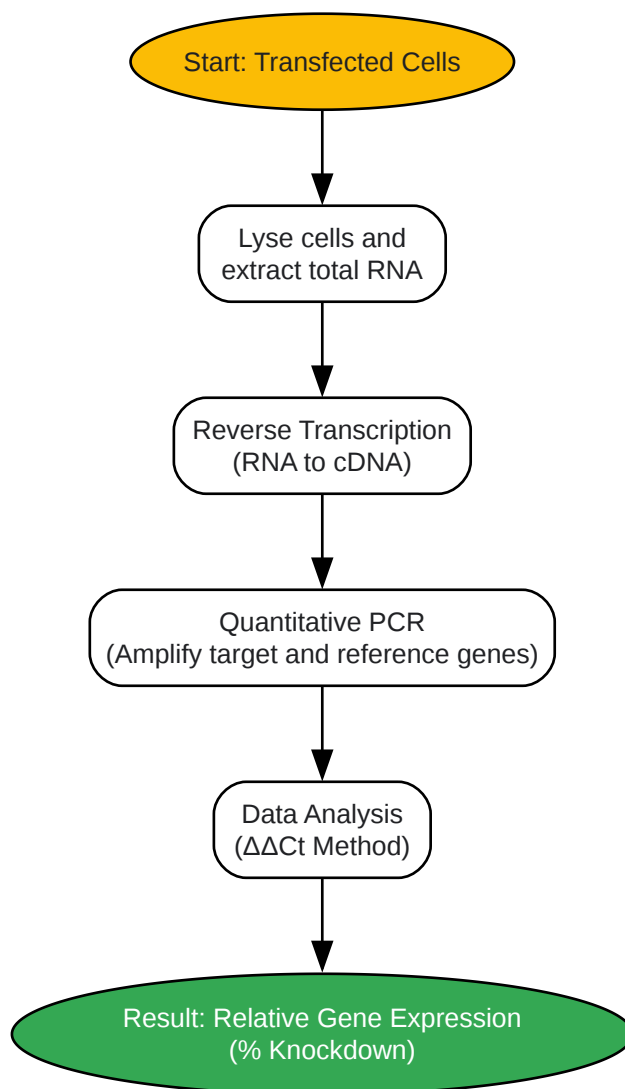 Start: Transfected Cells
Lyse cells and
extract total RNA
Reverse Transcription
(RNA to cDNA)
Quantitative PCR
(Amplify target and reference genes)
Data Analysis
(ΔΔCt Method)
Result: Relative Gene Expression
(% Knockdown)